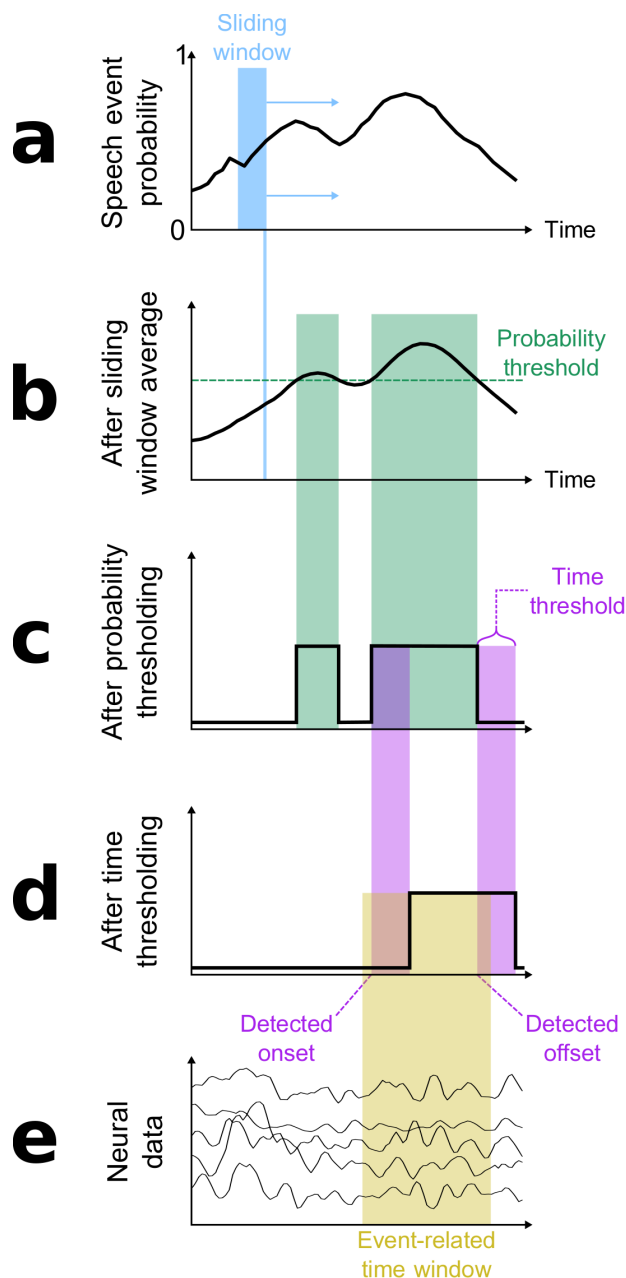 Sliding
window
a
Speech event
probability
1
0
Time
b
After sliding
window average
Probability
threshold
Time
c
After probability
thresholding
Time
threshold
d
After time
thresholding
Detected
onset
Detected
offset
e
Neural
data
Event-related
time window